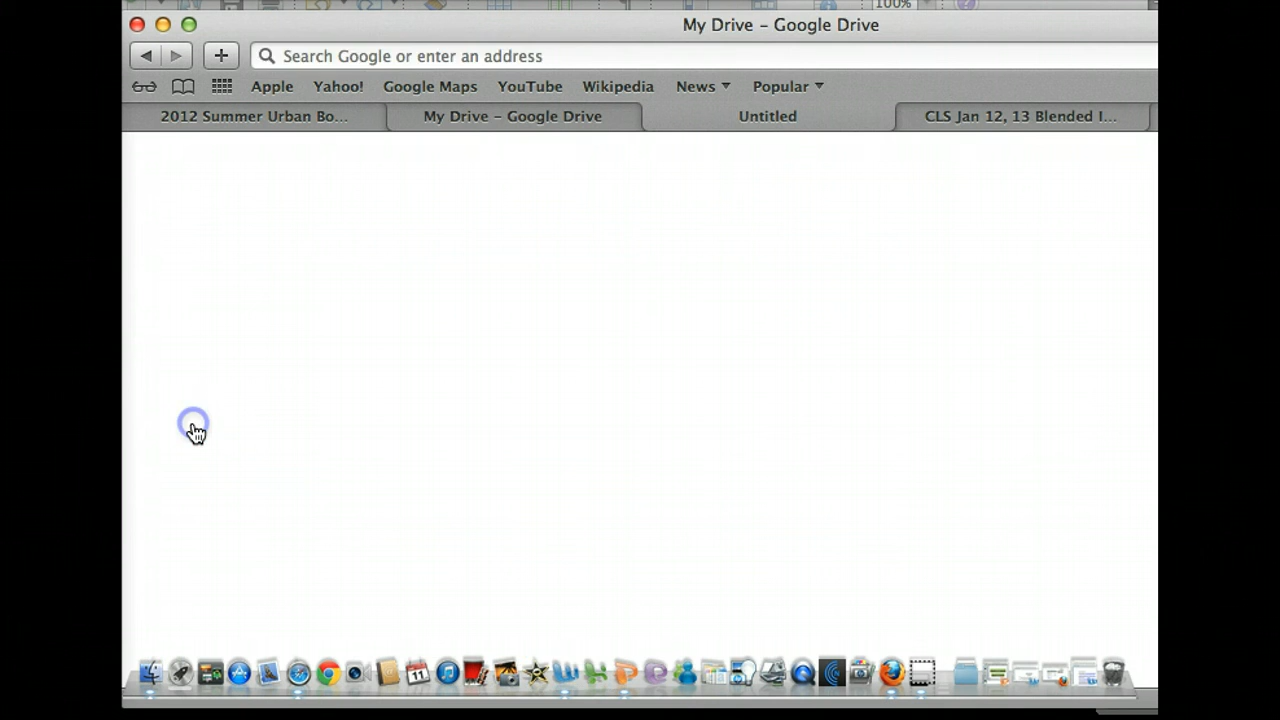 100%
My Drive – Google Drive
Search Google or enter an address
Apple Yahoo! Google Maps YouTube Wikipedia News Popular
2012 Summer Urban Bo... My Drive – Google Drive Untitled CLS Jan 12, 13 Blended I...
11